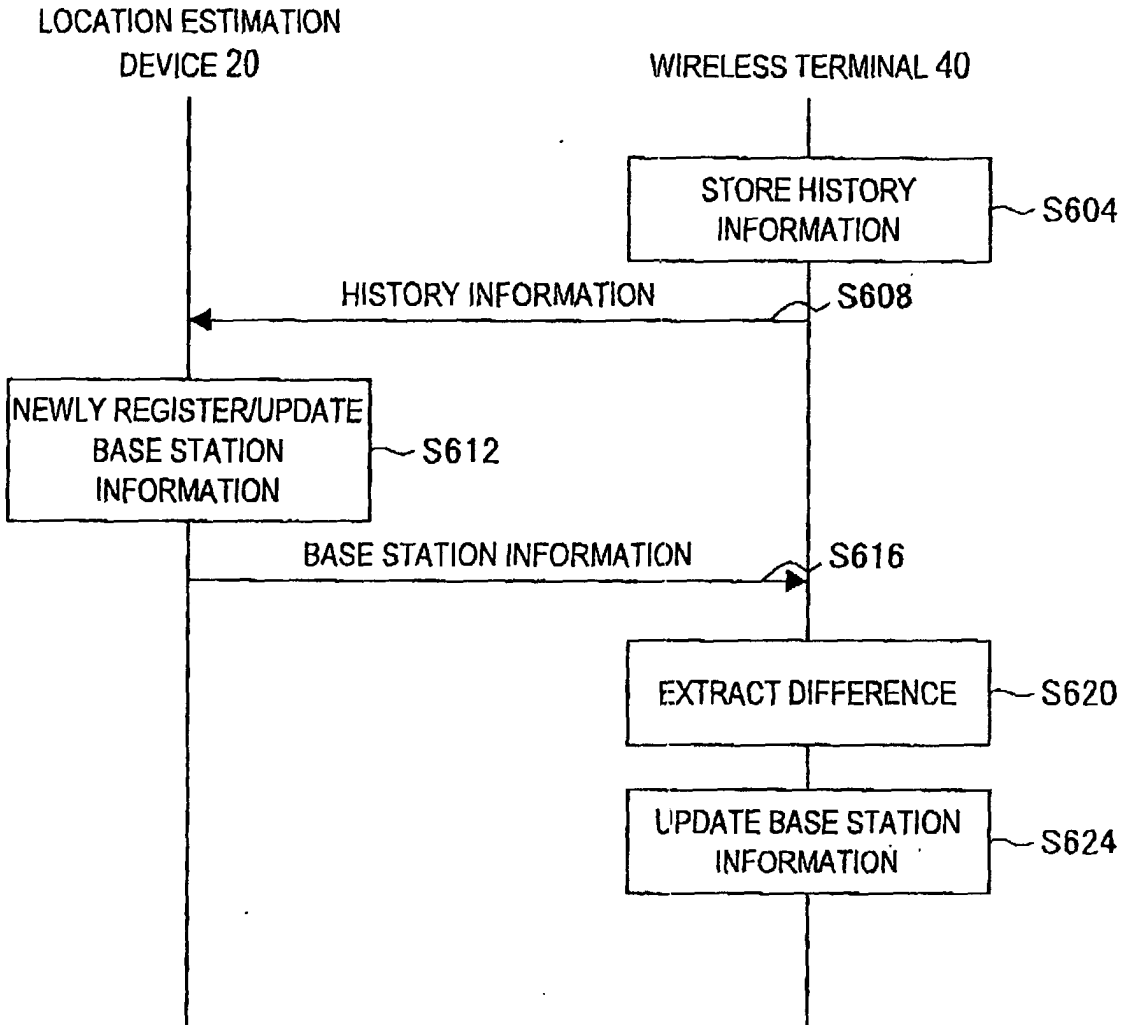 LOCATION ESTIMATION
DEVICE 20
WIRELESS TERMINAL 40
STORE HISTORY
INFORMATION
S604
HISTORY INFORMATION
S608
NEWLY REGISTER/UPDATE
BASE STATION
INFORMATION
S612
BASE STATION INFORMATION
S616
EXTRACT DIFFERENCE
S620
UPDATE BASE STATION
INFORMATION
S624